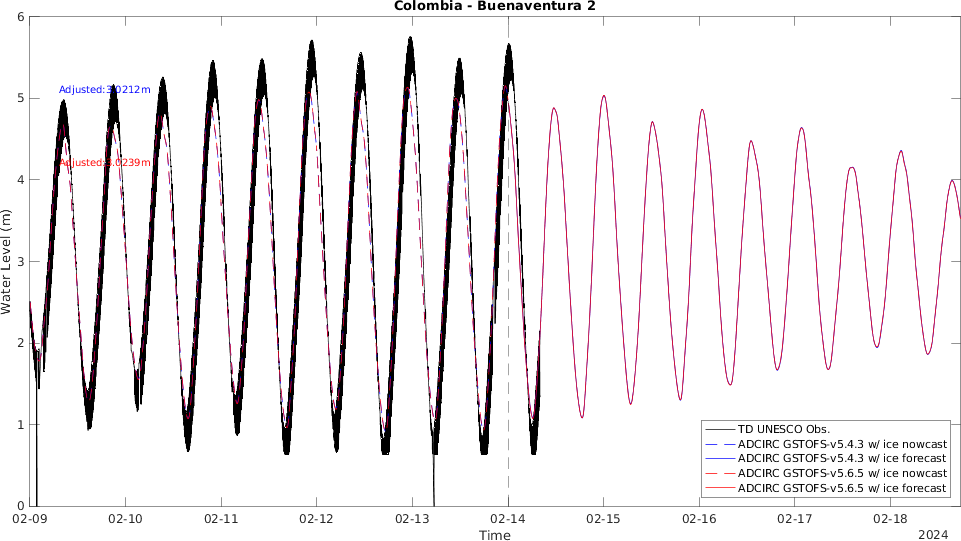 Colombia - Buenaventura 2
6
5
4
3
2
1
0
Water Level (m)
Adjusted:3.0212m
Adjusted:3.0239m
TD UNESCO Obs.
ADCIRC GSTOFS-v5.4.3 w/ ice nowcast
ADCIRC GSTOFS-v5.4.3 w/ ice forecast
ADCIRC GSTOFS-v5.6.5 w/ ice nowcast
ADCIRC GSTOFS-v5.6.5 w/ ice forecast
02-09 02-10 02-11 02-12 02-13 02-14 02-15 02-16 02-17 02-18
Time
2024